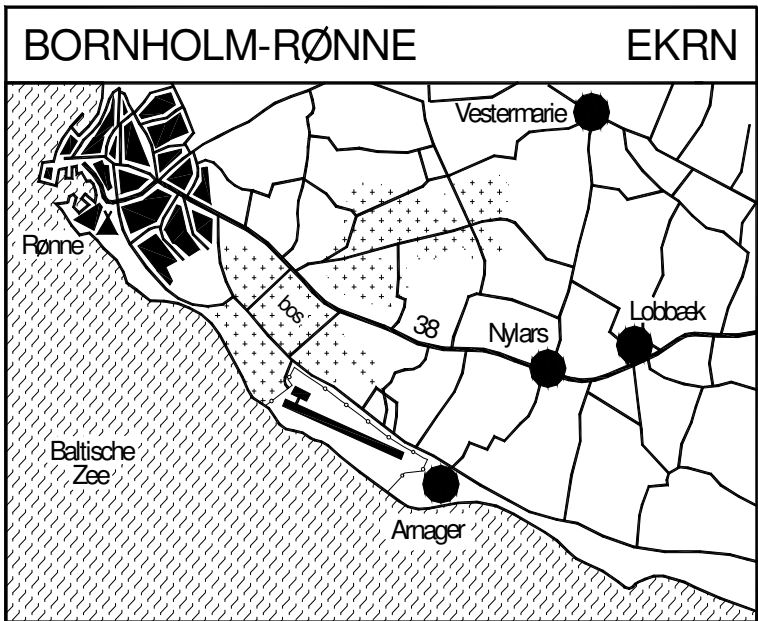 BORNHOLM-RØNNE EKRN
Vestermarie
Rønne
bos
38
Nylars
Lobbæk
Baltische
Zee
Arnager